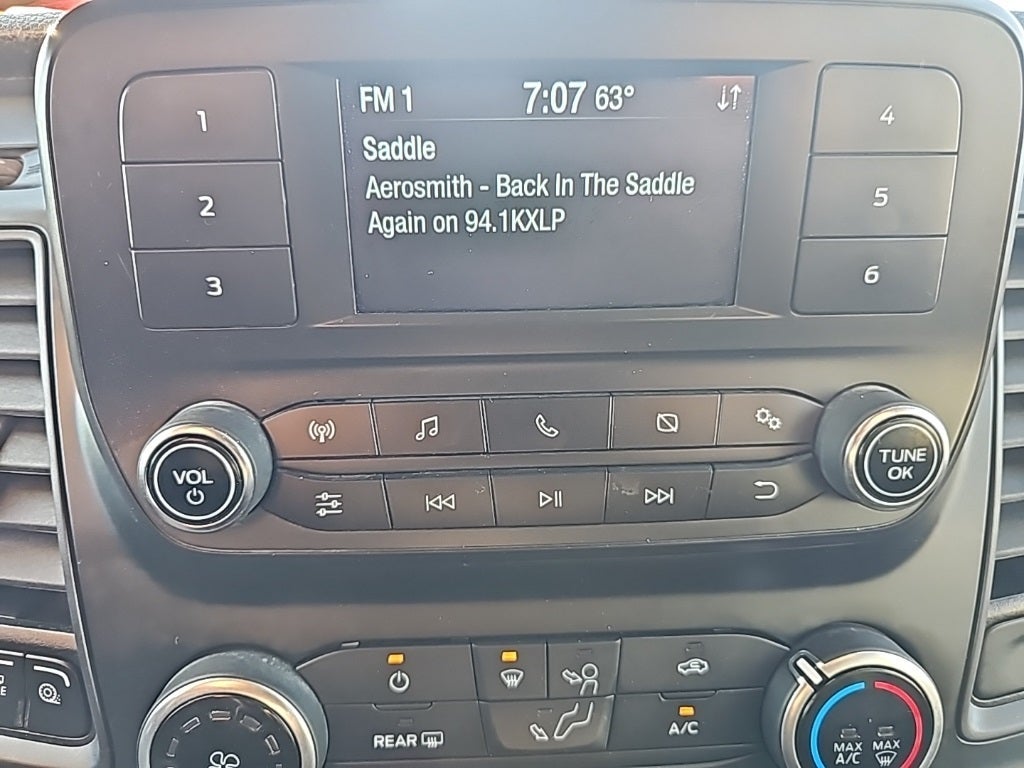 FM 1 7:07 63°
Saddle
Aerosmith - Back In The Saddle
Again on 94.1KXLP
1
2
3
4
5
6
VOL
TUNE
OK
REAR
A/C
MAX
A/C
MAX